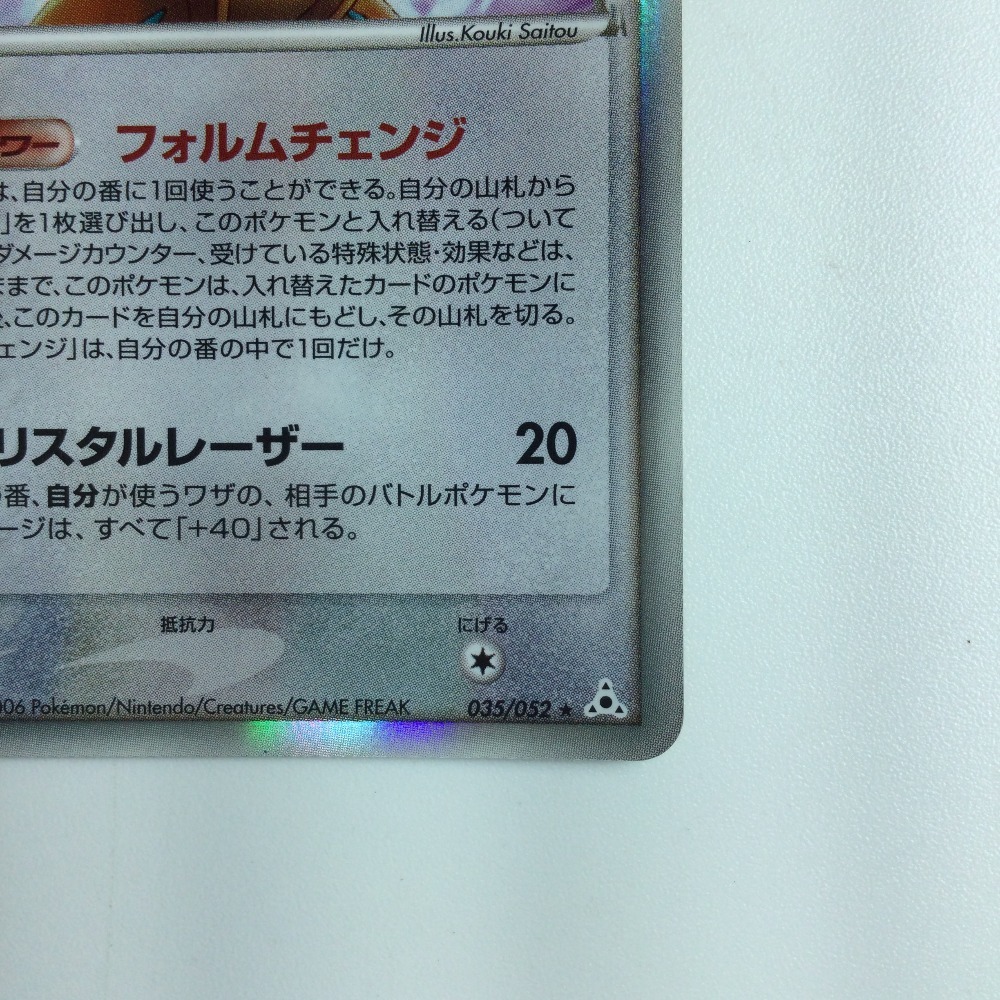 Illus.Kouki Saitou
ワー フォルムチェンジ
は、自分の番に1回使うことができる。自分の山札から
」を1枚選び出し、このポケモンと入れ替える(ついて
ダメージカウンター、受けている特殊状態・効果などは、
まで、このポケモンは、入れ替えたカードのポケモンに
、このカードを自分の山札にもどし、その山札を切る。
ェンジ」は、自分の番の中で1回だけ。
リスタルレーザー 20
番、自分が使うワザの、相手のバトルポケモンに
ージは、すべて「+40」される。
抵抗力 にげる
06 Pokémon/Nintendo/Creatures/GAME FREAK 035/052 ★